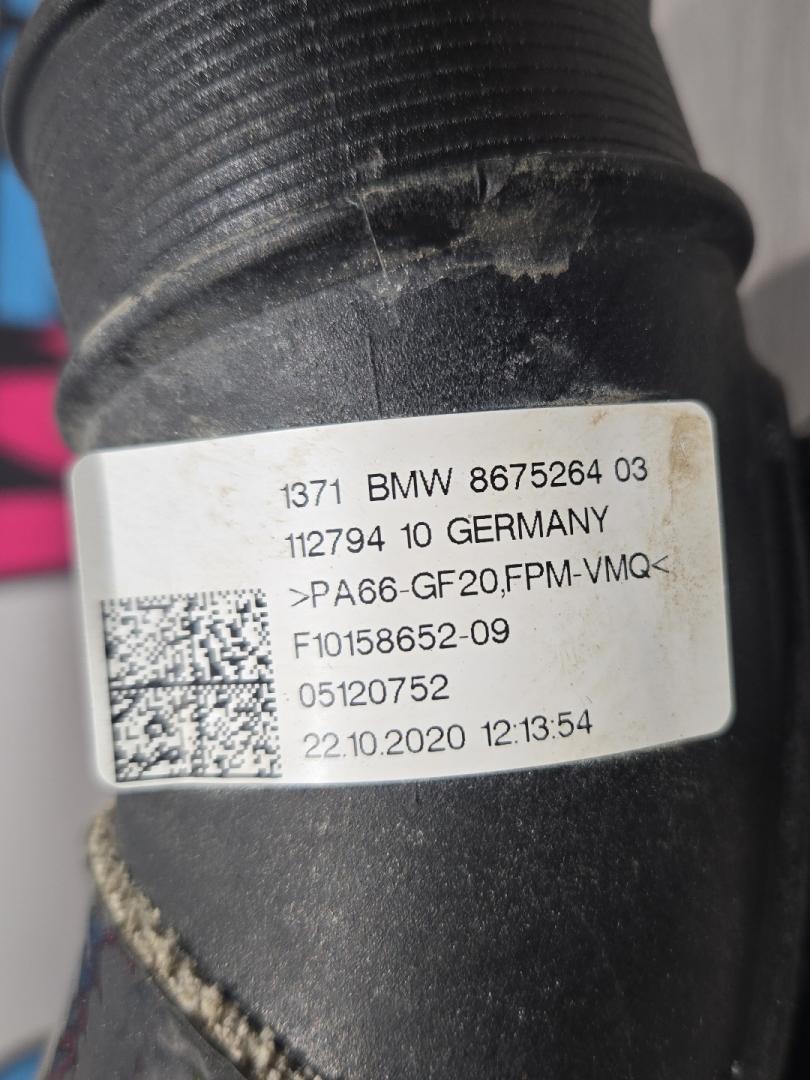 1371 BMW 8675264 03
112794 10 GERMANY
>PA66-GF20,FPM-VMQ<
F10158652-09
05120752
22.10.2020 12:13:54